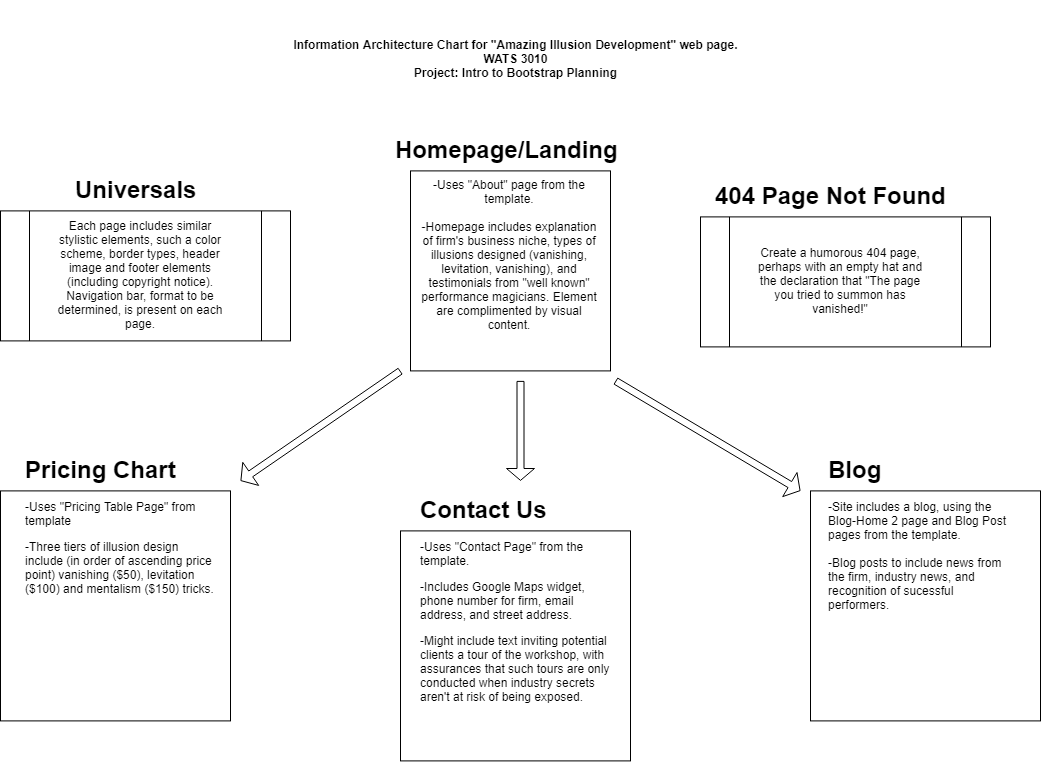 Information Architecture Chart for "Amazing Illusion Development" web page.
WATS 3010
Project: Intro to Bootstrap Planning
Homepage/Landing
-Uses "About" page from the
template.
-Homepage includes explanation
of firm's business niche, types of
illusions designed (vanishing,
levitation, vanishing), and
testimonials from "well known"
performance magicians. Element
are complimented by visual
content.
Universals
Each page includes similar
stylistic elements, such a color
scheme, border types, header
image and footer elements
(including copyright notice).
Navigation bar, format to be
determined, is present on each
page.
404 Page Not Found
Create a humorous 404 page,
perhaps with an empty hat and
the declaration that "The page
you tried to summon has
vanished!"
Pricing Chart
-Uses "Pricing Table Page" from
template
-Three tiers of illusion design
include (in order of ascending price
point) vanishing ($50), levitation
($100) and mentalism ($150) tricks.
Contact Us
-Uses "Contact Page" from the
template.
-Includes Google Maps widget,
phone number for firm, email
address, and street address.
-Might include text inviting potential
clients a tour of the workshop, with
assurances that such tours are only
conducted when industry secrets
aren't at risk of being exposed.
Blog
-Site includes a blog, using the
Blog-Home 2 page and Blog Post
pages from the template.
-Blog posts to include news from
the firm, industry news, and
recognition of sucessful
performers.